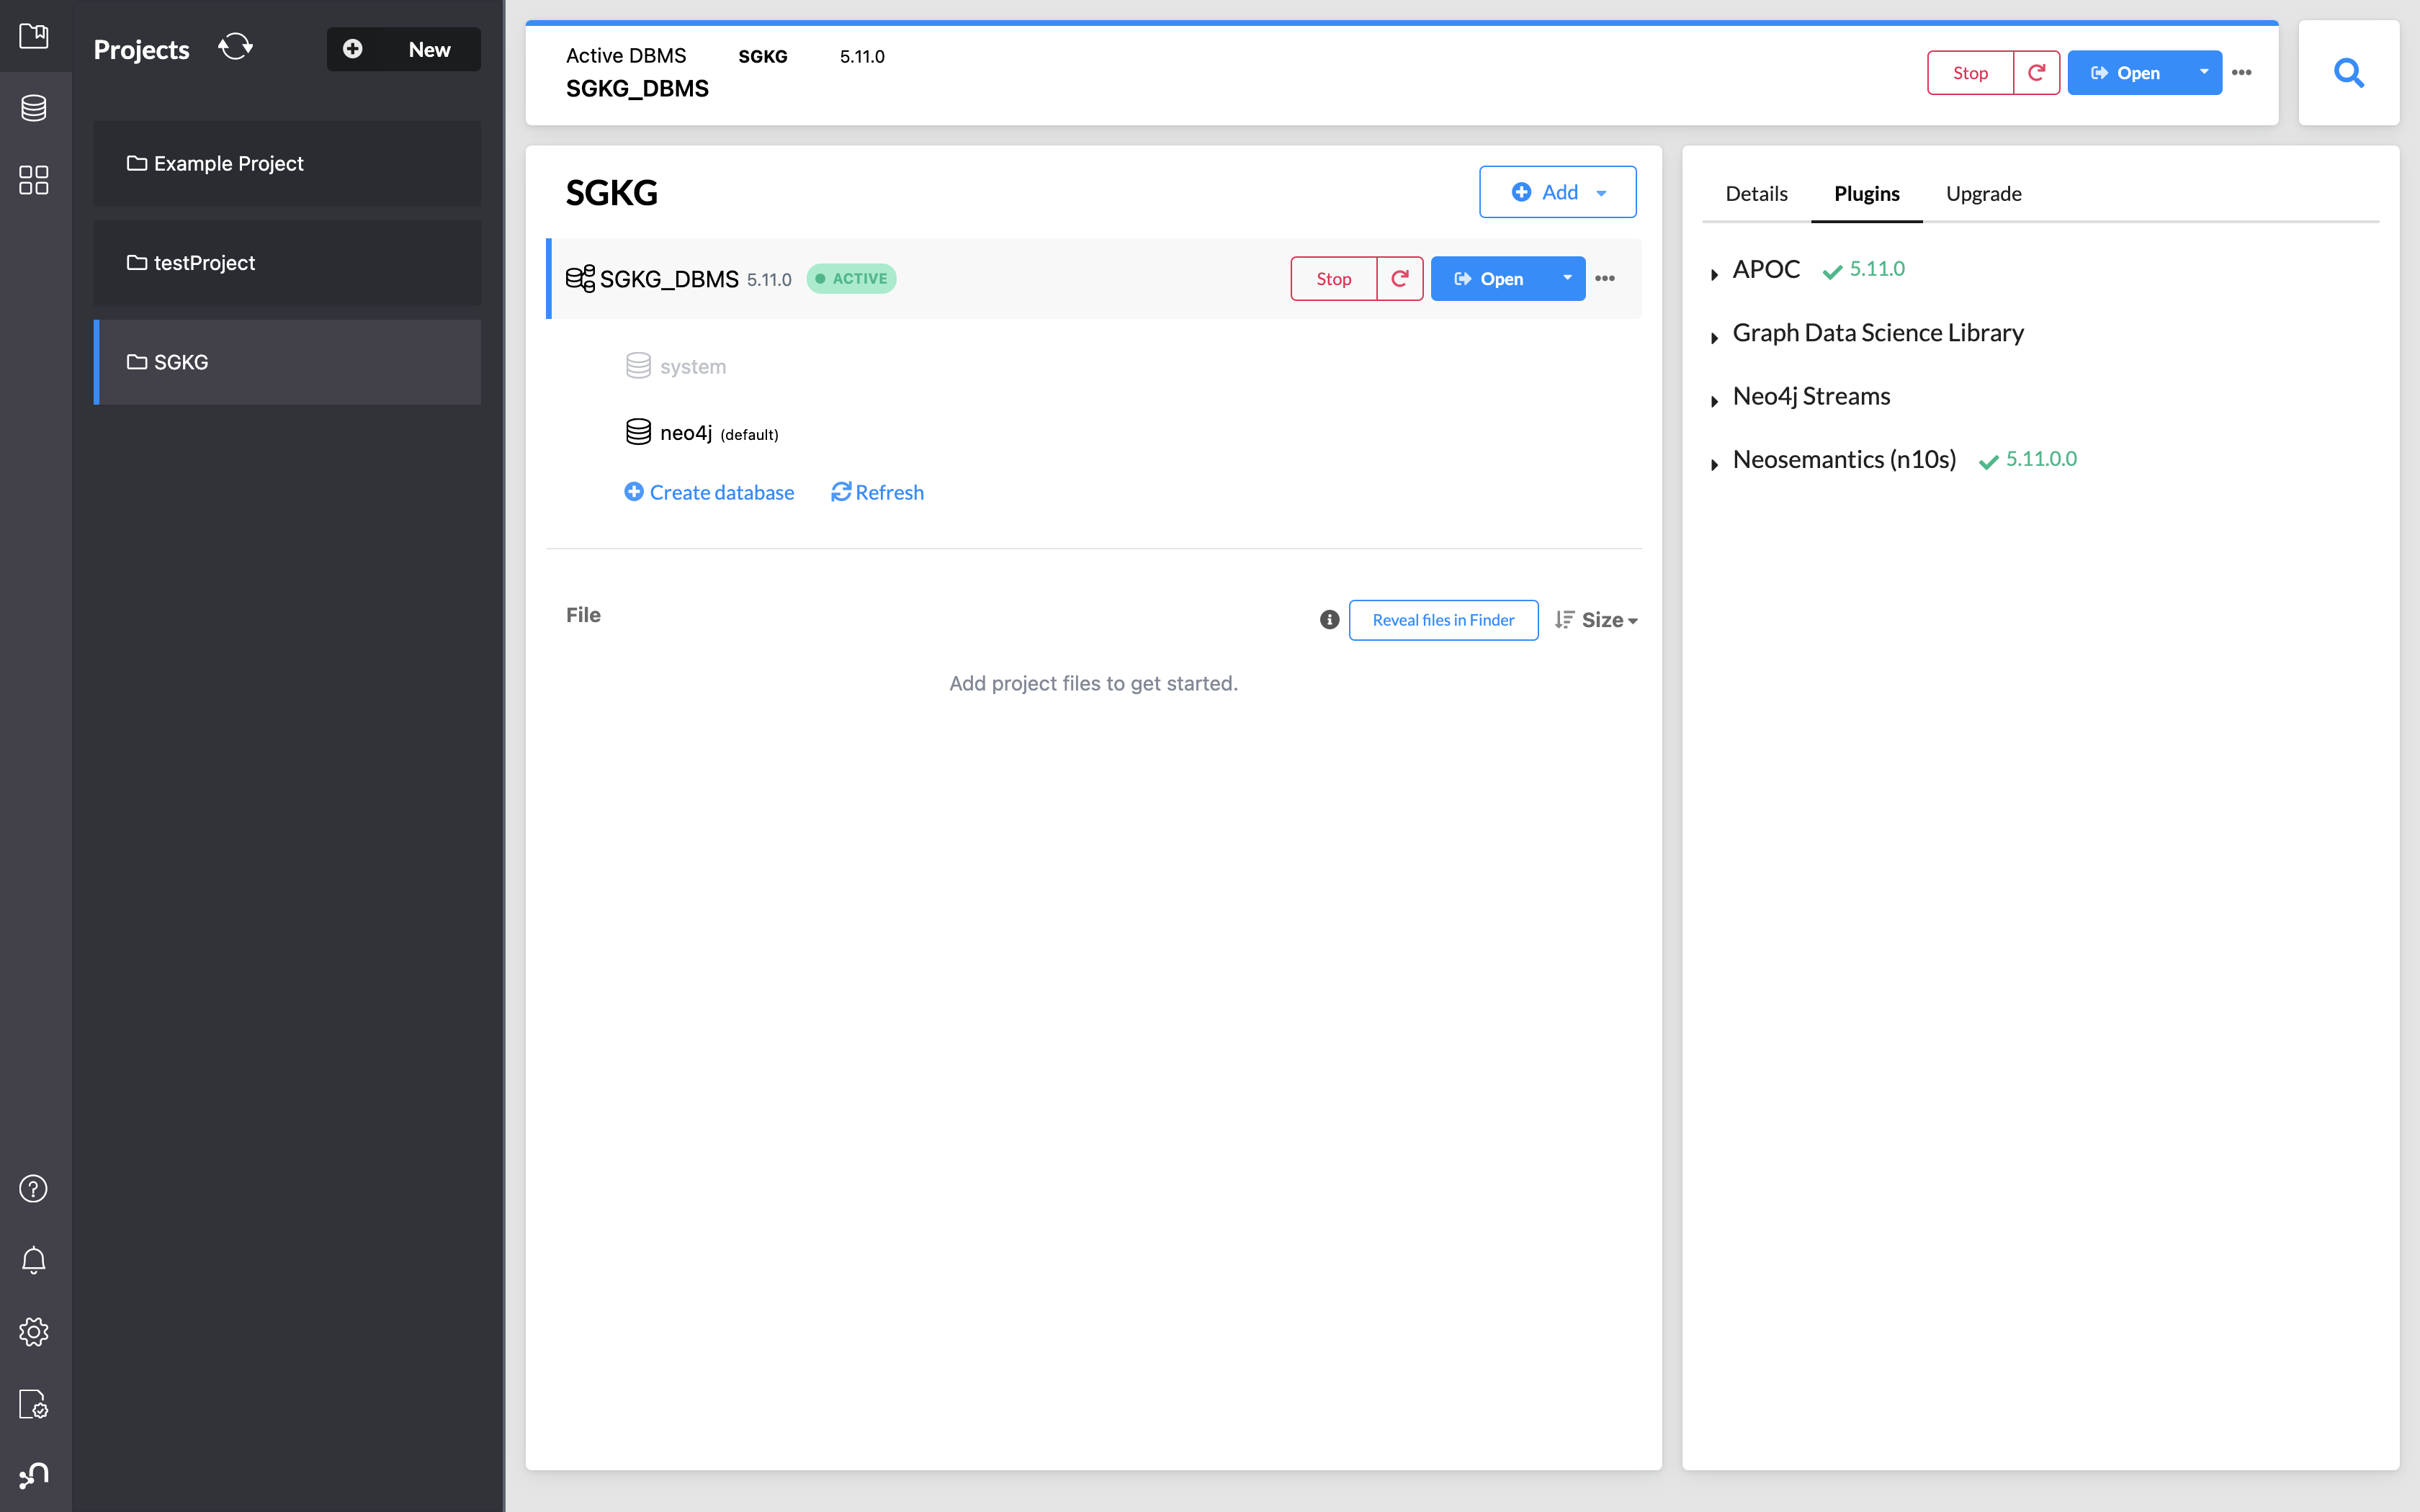 Projects
New
Example Project
testProject
SGKG
Active DBMS SGKG 5.11.0
SGKG_DBMS
Stop
Open
SGKG
Add
SGKG_DBMS 5.11.0 ACTIVE
Stop
Open
system
neo4j (default)
Create database
Refresh
File
Reveal files in Finder
Size
Add project files to get started.
Details
Plugins
Upgrade
APOC 5.11.0
Graph Data Science Library
Neo4j Streams
Neosemantics (n10s) 5.11.0.0